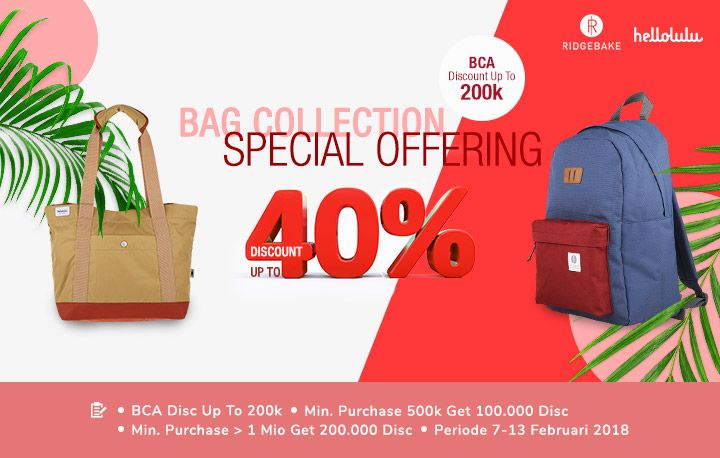 RIDGEBAKE
hellolulu
BCA
Discount Up To
200k
BAG COLLECTION
SPECIAL OFFERING
DISCOUNT
UP TO
40%
• BCA Disc Up To 200k • Min. Purchase 500k Get 100.000 Disc
• Min. Purchase > 1 Mio Get 200.000 Disc • Periode 7-13 Februari 2018